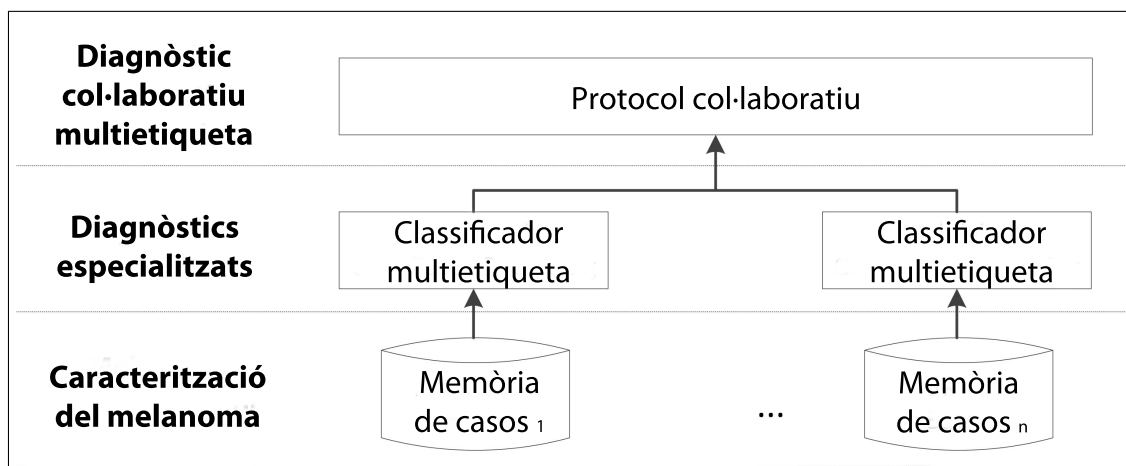 Diagnòstic
col·laboratiu
multietiqueta
Protocol col·laboratiu
Diagnòstics
especialitzats
Classificador
multietiqueta
Classificador
multietiqueta
Caracterització
del melanoma
Memòria
de casos 1
...
Memòria
de casos n